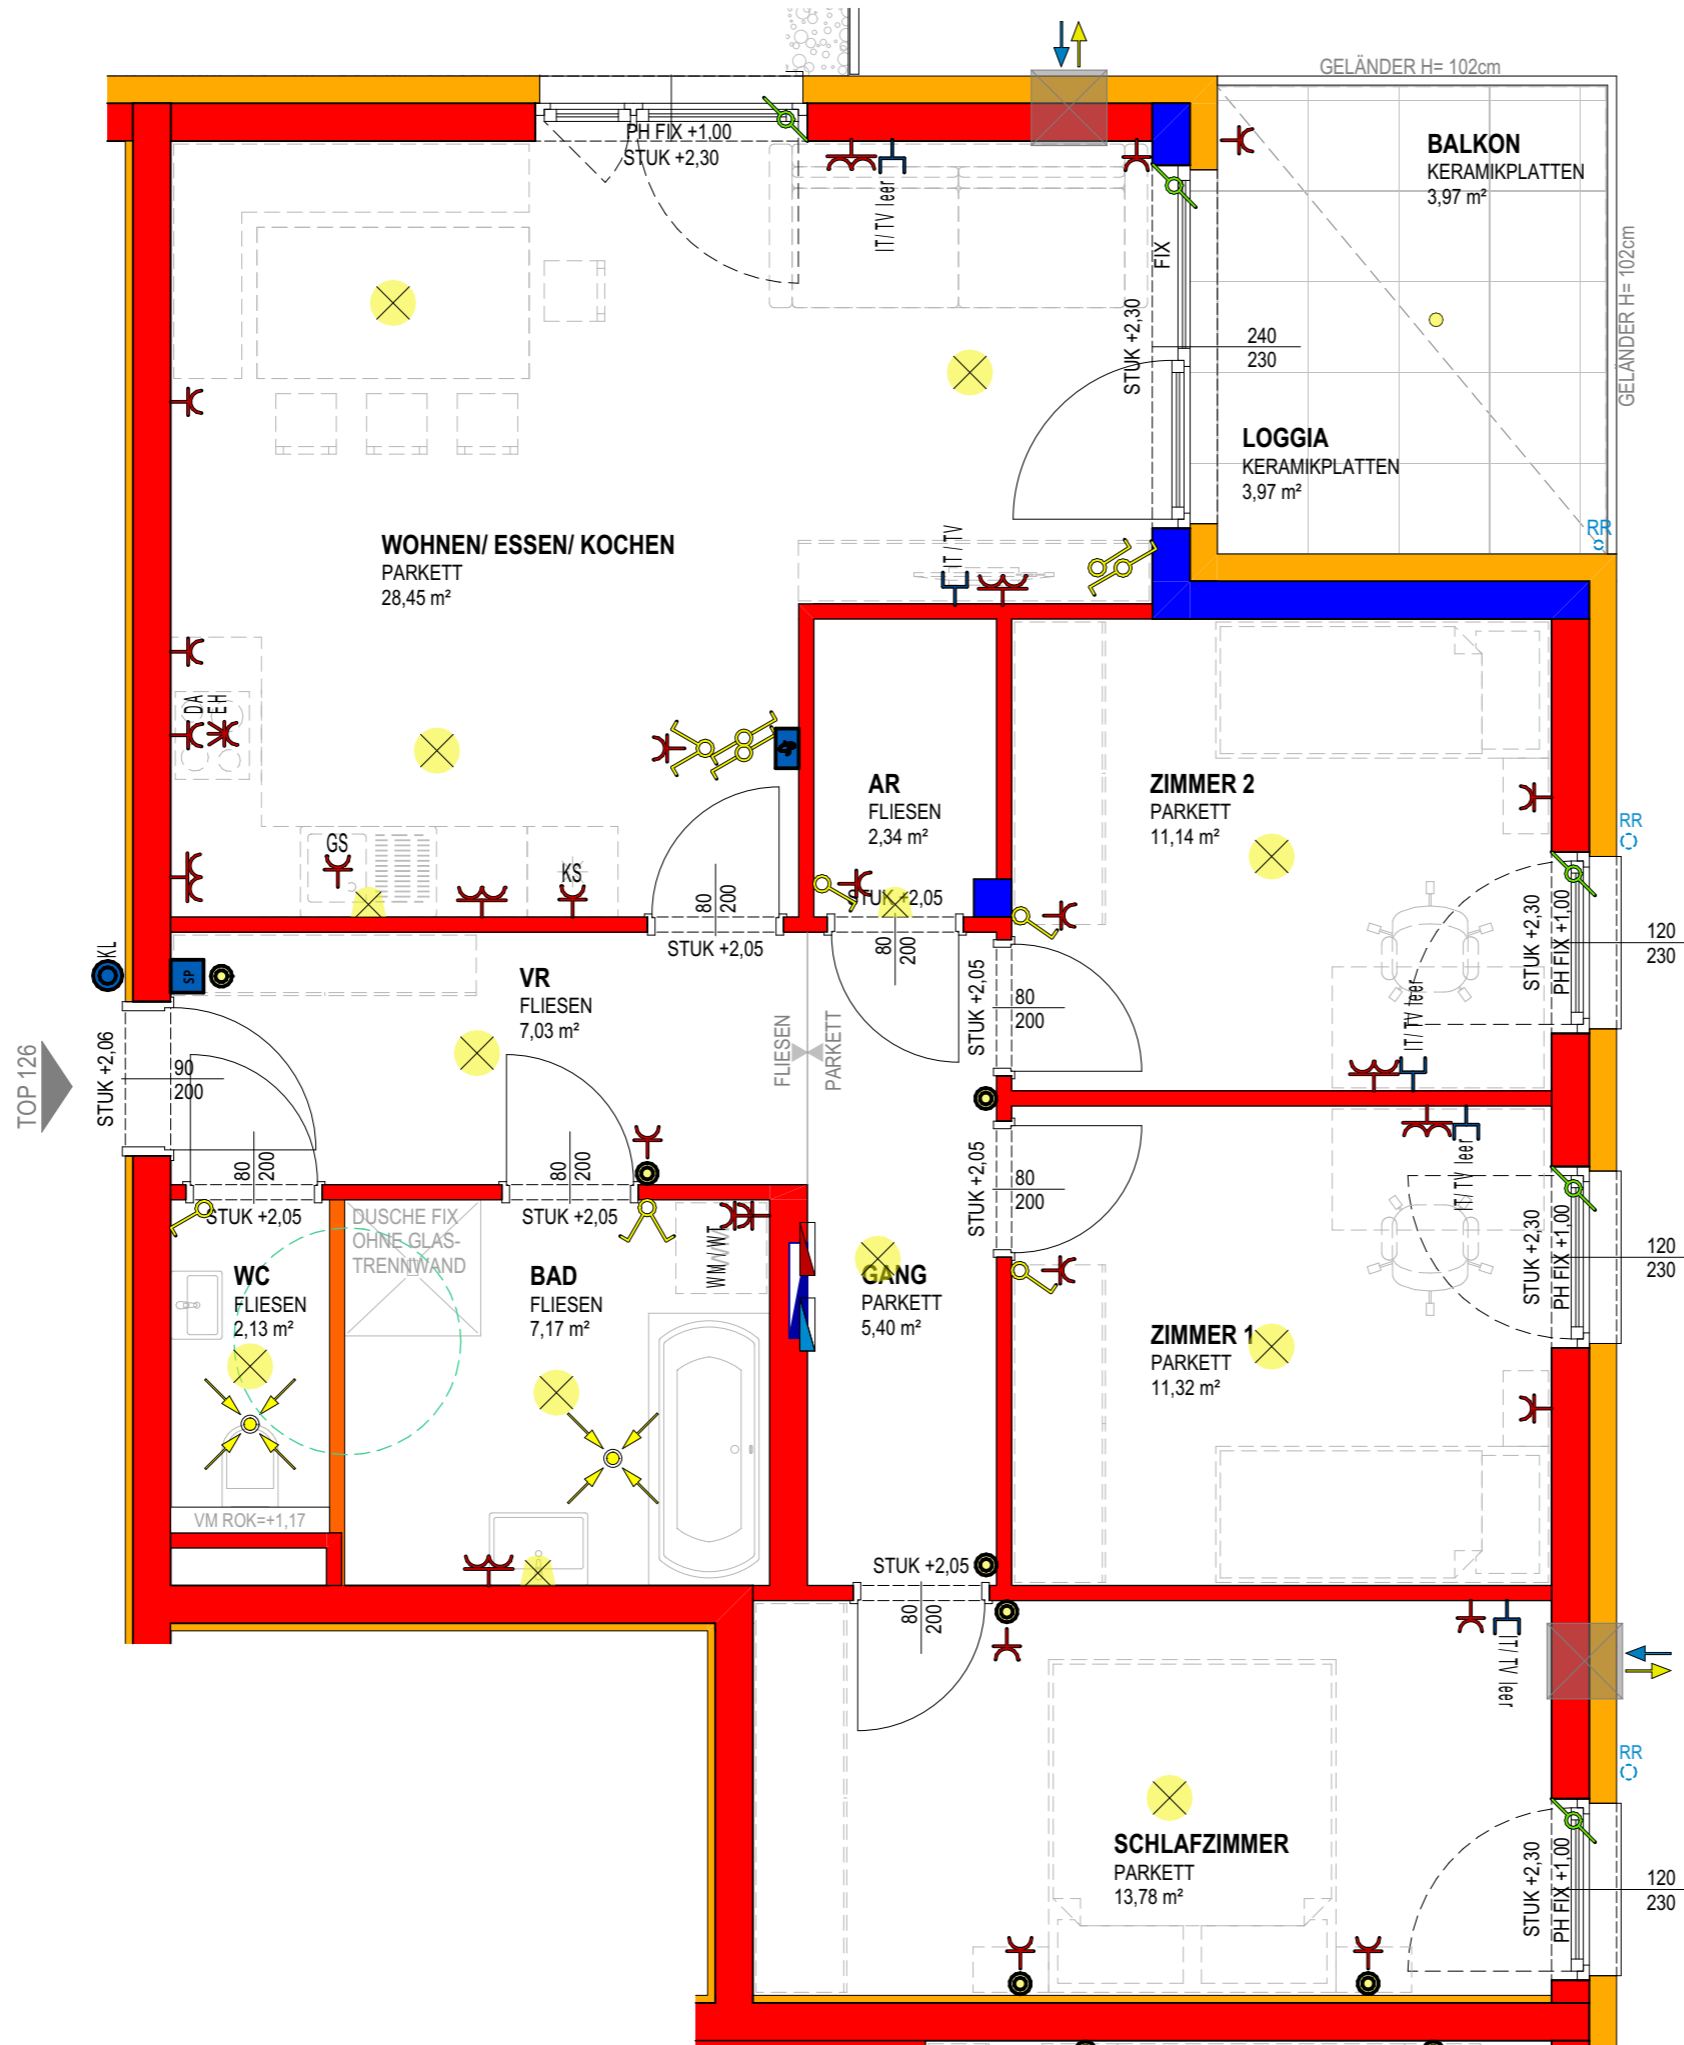 GELÄNDER H= 102cm
PH FIX +1,00
STUK +2,30
IT/TV leer
FIX
STUK +2,30
240
230
BALKON
KERAMIKPLATTEN
3,97 m²
GELÄNDER H= 102cm
LOGGIA
KERAMIKPLATTEN
3,97 m²
RR
WOHNEN/ ESSEN/ KOCHEN
PARKETT
28,45 m²
IT/TV
DA
EH
GS
KS
80
200
STUK +2,05
AR
FLIESEN
2,34 m²
STUK +2,05
80
200
ZIMMER 2
PARKETT
11,14 m²
RR
STUK +2,30
PH FIX +1,00
120
230
IT/TV leer
KL
SP
VR
FLIESEN
7,03 m²
FLIESEN
PARKETT
STUK +2,05
80
200
TOP 126
STUK +2,06
90
200
80
200
STUK +2,05
80
200
STUK +2,05
STUK +2,05
80
200
IT/TV leer
STUK +2,30
PH FIX +1,00
120
230
DUSCHE FIX
OHNE GLAS-
TRENNWAND
WM/WT
WC
FLIESEN
2,13 m²
BAD
FLIESEN
7,17 m²
GANG
PARKETT
5,40 m²
ZIMMER 1
PARKETT
11,32 m²
VM ROK=+1,17
STUK +2,05
80
200
IT/TV leer
RR
SCHLAFZIMMER
PARKETT
13,78 m²
STUK +2,30
PH FIX +1,00
120
230